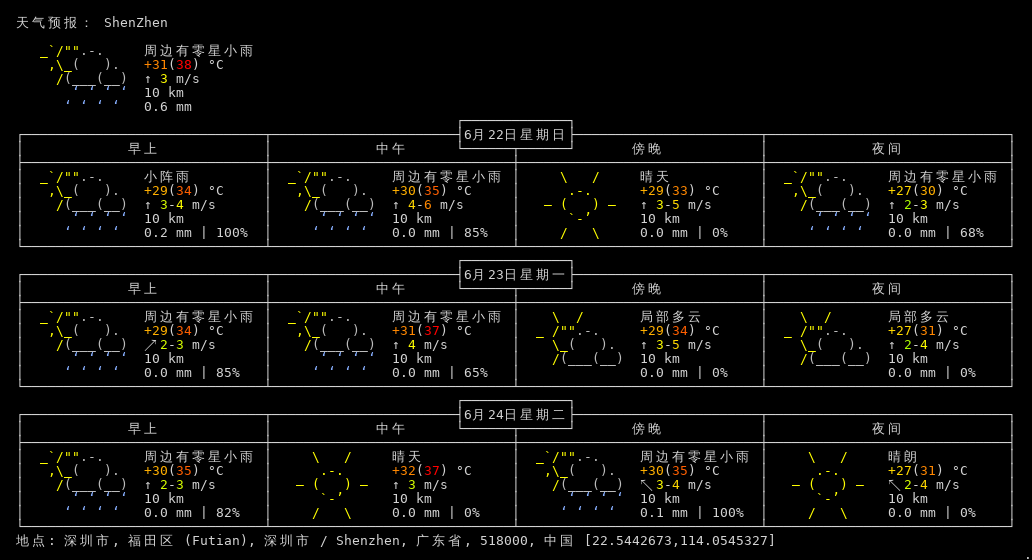 天气预报： ShenZhen
周边有零星小雨
+31(38) °C
↑ 3 m/s
10 km
0.6 mm
6月22日星期日
早上 中午 傍晚 夜间
小阵雨 周边有零星小雨 晴天 周边有零星小雨
+29(34) °C +30(35) °C +29(33) °C +27(30) °C
↑ 3-4 m/s ↑ 4-6 m/s ↑ 3-5 m/s ↑ 2-3 m/s
10 km 10 km 10 km 10 km
0.2 mm | 100% 0.0 mm | 85% 0.0 mm | 0% 0.0 mm | 68%
6月23日星期一
早上 中午 傍晚 夜间
周边有零星小雨 周边有零星小雨 局部多云 局部多云
+29(34) °C +31(37) °C +29(34) °C +27(31) °C
↗ 2-3 m/s ↑ 4 m/s ↑ 3-5 m/s ↑ 2-4 m/s
10 km 10 km 10 km 10 km
0.0 mm | 85% 0.0 mm | 65% 0.0 mm | 0% 0.0 mm | 0%
6月24日星期二
早上 中午 傍晚 夜间
周边有零星小雨 晴天 周边有零星小雨 晴朗
+30(35) °C +32(37) °C +30(35) °C +27(31) °C
↑ 2-3 m/s ↑ 3 m/s ↖ 3-4 m/s ↖ 2-4 m/s
10 km 10 km 10 km 10 km
0.0 mm | 82% 0.0 mm | 0% 0.1 mm | 100% 0.0 mm | 0%
地点: 深圳市, 福田区 (Futian), 深圳市 / Shenzhen, 广东省, 518000, 中国 [22.5442673,114.0545327]